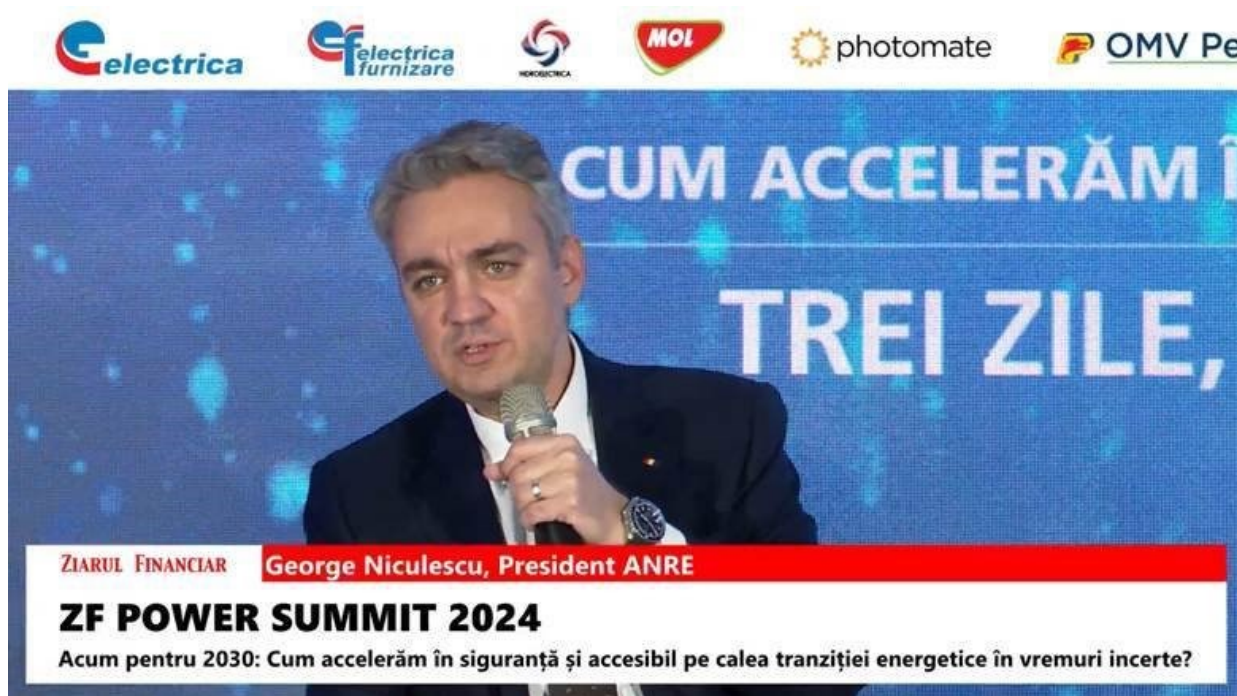 electrica
electrica
furnizare
HIDROELECTRICA
MOL
photomate
OMV Pe
CUM ACCELERĂM Î
TREI ZILE,
ZIARUL FINANCIAR
George Niculescu, President ANRE
ZF POWER SUMMIT 2024
Acum pentru 2030: Cum accelerăm în siguranță și accesibil pe calea tranziției energetice în vremuri incerte?